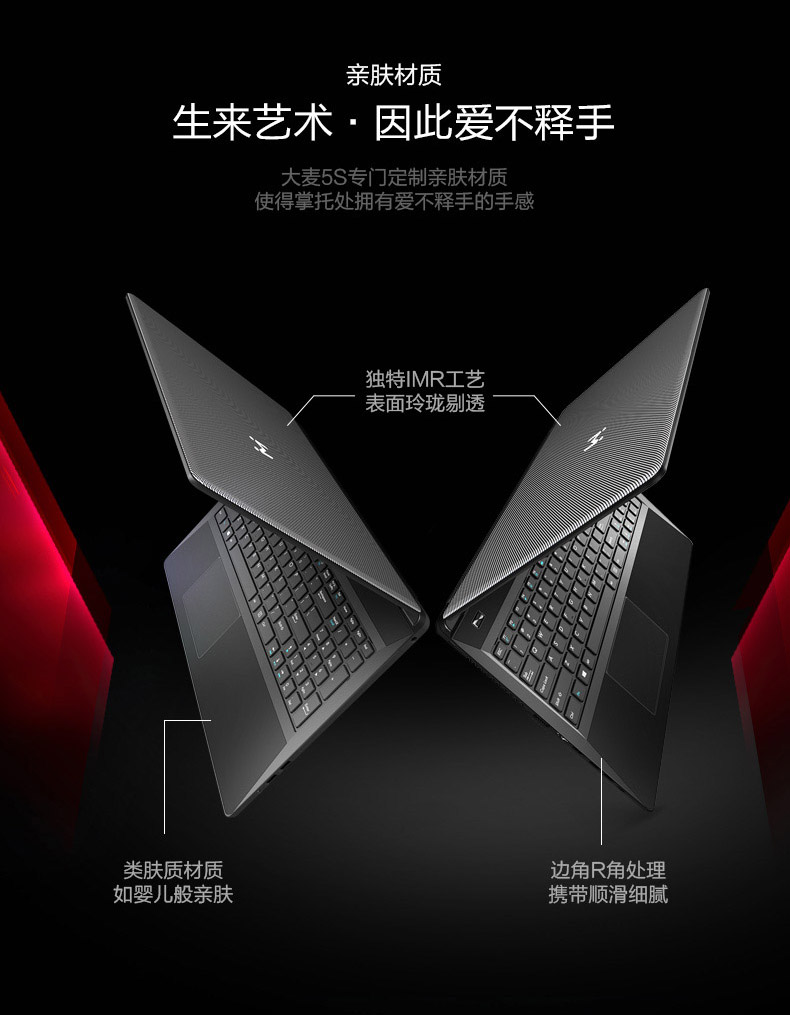 亲肤材质
生来艺术·因此爱不释手
大麦5S专门定制亲肤材质
使得掌托处拥有爱不释手的手感
独特IMR工艺
表面玲珑剔透
类肤质材质
如婴儿般亲肤
边角R角处理
携带顺滑细腻